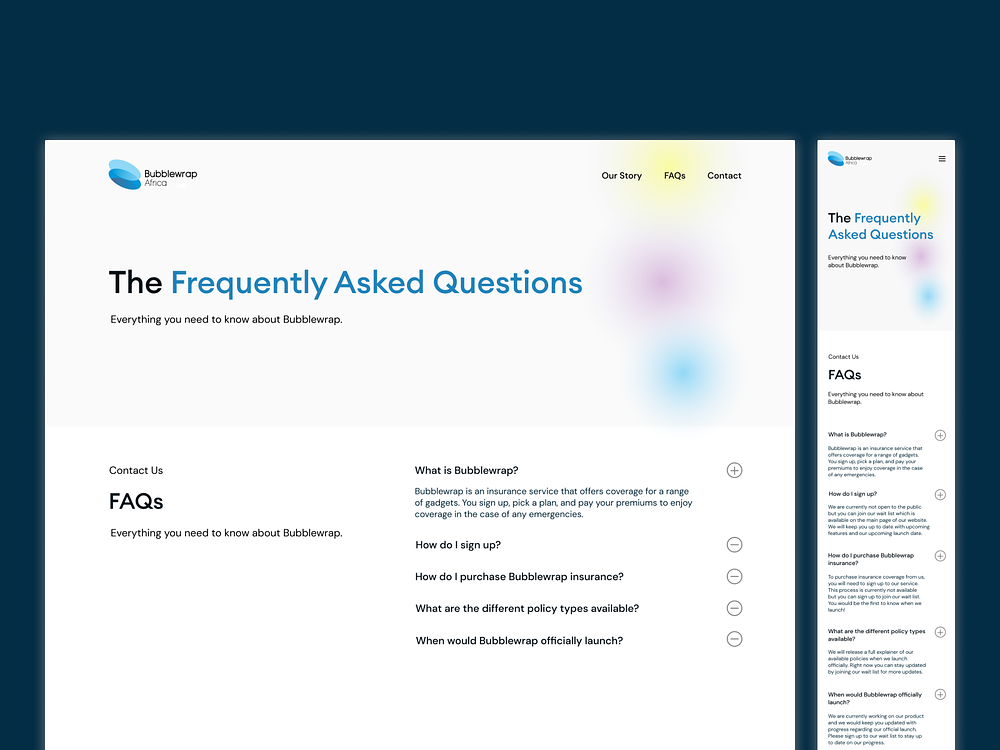 Bubblewrap
Africa
Our Story
FAQs
Contact
The Frequently Asked Questions
Everything you need to know about Bubblewrap.
Contact Us
FAQs
Everything you need to know about Bubblewrap.
What is Bubblewrap?
Bubblewrap is an insurance service that offers coverage for a range
of gadgets. You sign up, pick a plan, and pay your premiums to enjoy
coverage in the case of any emergencies.
How do I sign up?
How do I purchase Bubblewrap insurance?
What are the different policy types available?
When would Bubblewrap officially launch?
Bubblewrap
Africa
The Frequently
Asked Questions
Everything you need to know
about Bubblewrap.
Contact Us
FAQs
Everything you need to know about
Bubblewrap.
What is Bubblewrap?
Bubblewrap is an insurance service that
offers coverage for a range of gadgets.
You sign up, pick a plan, and pay your
premiums to enjoy coverage in the case
of any emergencies.
How do I sign up?
We are currently not open to the public
but you can join our wait list which is
available on the main page of our website.
We will keep you up to date with upcoming
features and our upcoming launch date.
How do I purchase Bubblewrap
insurance?
To purchase insurance coverage from us,
you will need to sign up to our service.
This process is currently not available
but you can sign up to join our wait list.
You would be the first to know when we
launch!
What are the different policy types
available?
We will release a full explainer of our
available policies when we launch
officially. Right now you can stay updated
by joining our wait list for more updates.
When would Bubblewrap officially
launch?
We are currently working on our product
and we would keep you updated with
progress regarding our official launch.
Please sign up to our wait list to stay up
to date on our progress.